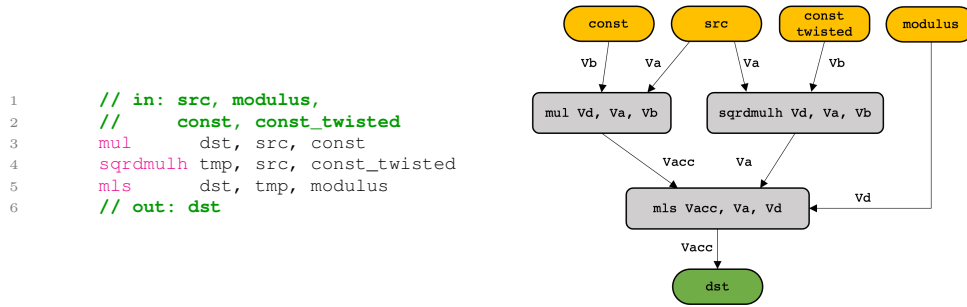 1 // in: src, modulus,
2 // const, const_twisted
3 mul dst, src, const
4 sqrdmulh tmp, src, const_twisted
5 mls dst, tmp, modulus
6 // out: dst
const
src
const
twisted
modulus
Vb
Va
Va
Vb
mul Vd, Va, Vb
sqrdmulh Vd, Va, Vb
Vacc
Va
Vd
mls Vacc, Va, Vd
Vacc
dst